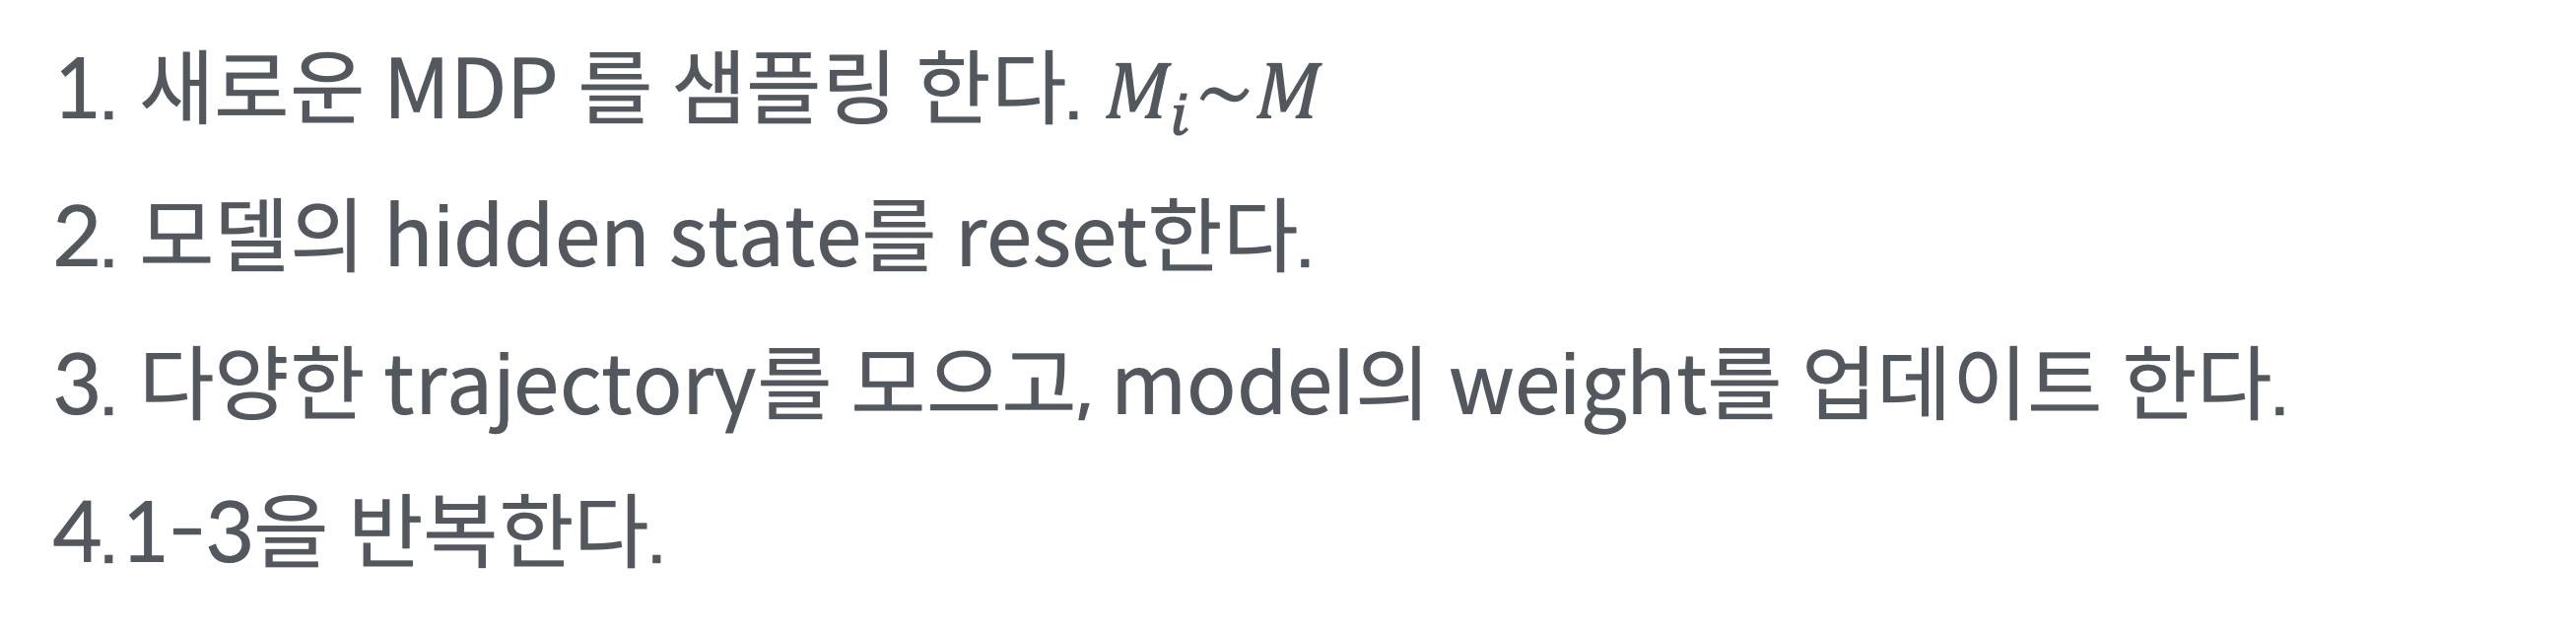 1. 새로운 MDP 를 샘플링 한다. M_i~M
2. 모델의 hidden state를 reset한다.
3. 다양한 trajectory를 모으고, model의 weight를 업데이트 한다.
4.1-3을 반복한다.